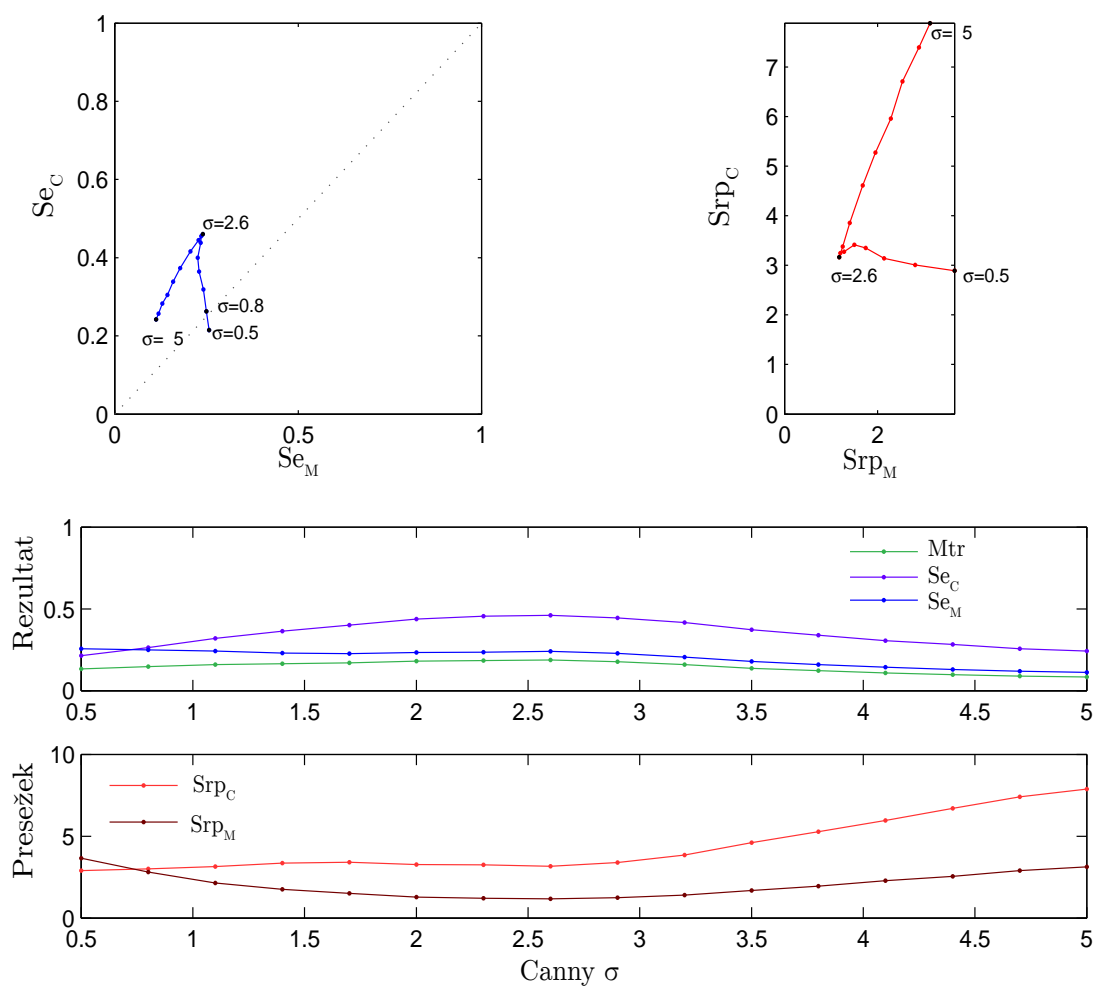 1
0.8
0.6
0.4
0.2
0
0 0.5 1
Se_C
Se_M
σ=2.6
σ=0.8
σ=0.5
σ= 5
7
6
5
4
3
2
1
0
0 2
Srp_C
Srp_M
σ= 5
σ=2.6
σ=0.5
Rezultat
1
0.5
0
0.5 1 1.5 2 2.5 3 3.5 4 4.5 5
Mtr
Se_C
Se_M
Presežek
10
5
0
0.5 1 1.5 2 2.5 3 3.5 4 4.5 5
Srp_C
Srp_M
Canny σ